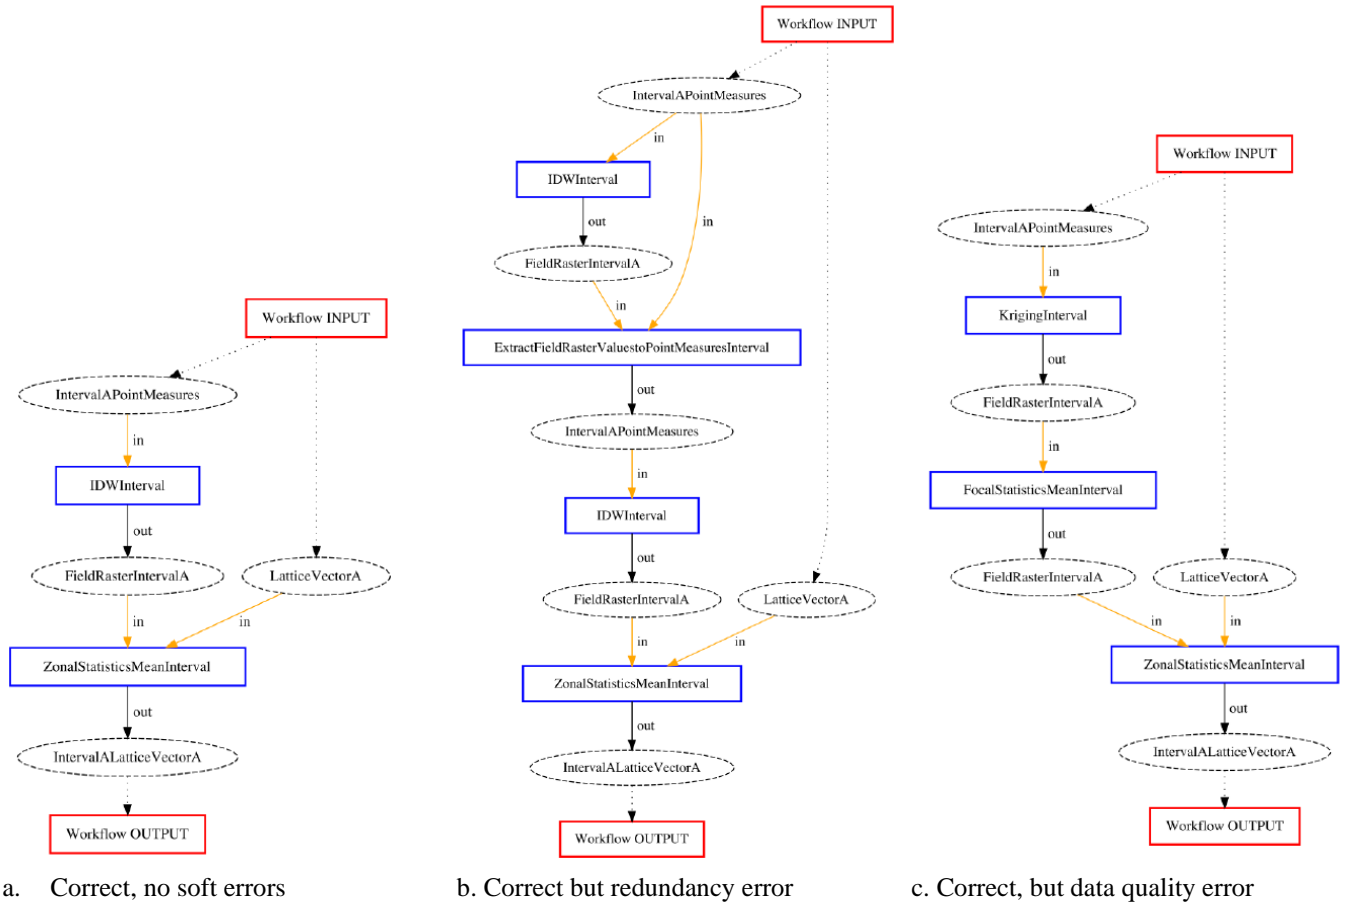 Workflow INPUT
IntervalAPointMeasures
in
IDWInterval
out
FieldRasterIntervalA
LatticeVectorA
in
in
ZonalStatisticsMeanInterval
out
IntervalALatticeVectorA
Workflow OUTPUT
a. Correct, no soft errors
Workflow INPUT
IntervalAPointMeasures
in
IDWInterval
out
in
FieldRasterIntervalA
in
ExtractFieldRasterValuestoPointMeasuresInterval
out
IntervalAPointMeasures
in
IDWInterval
out
FieldRasterIntervalA
LatticeVectorA
in
in
ZonalStatisticsMeanInterval
out
IntervalALatticeVectorA
Workflow OUTPUT
b. Correct but redundancy error
Workflow INPUT
IntervalAPointMeasures
in
KrigingInterval
out
FieldRasterIntervalA
in
FocalStatisticsMeanInterval
out
FieldRasterIntervalA
LatticeVectorA
in
in
ZonalStatisticsMeanInterval
out
IntervalALatticeVectorA
Workflow OUTPUT
c. Correct, but data quality error